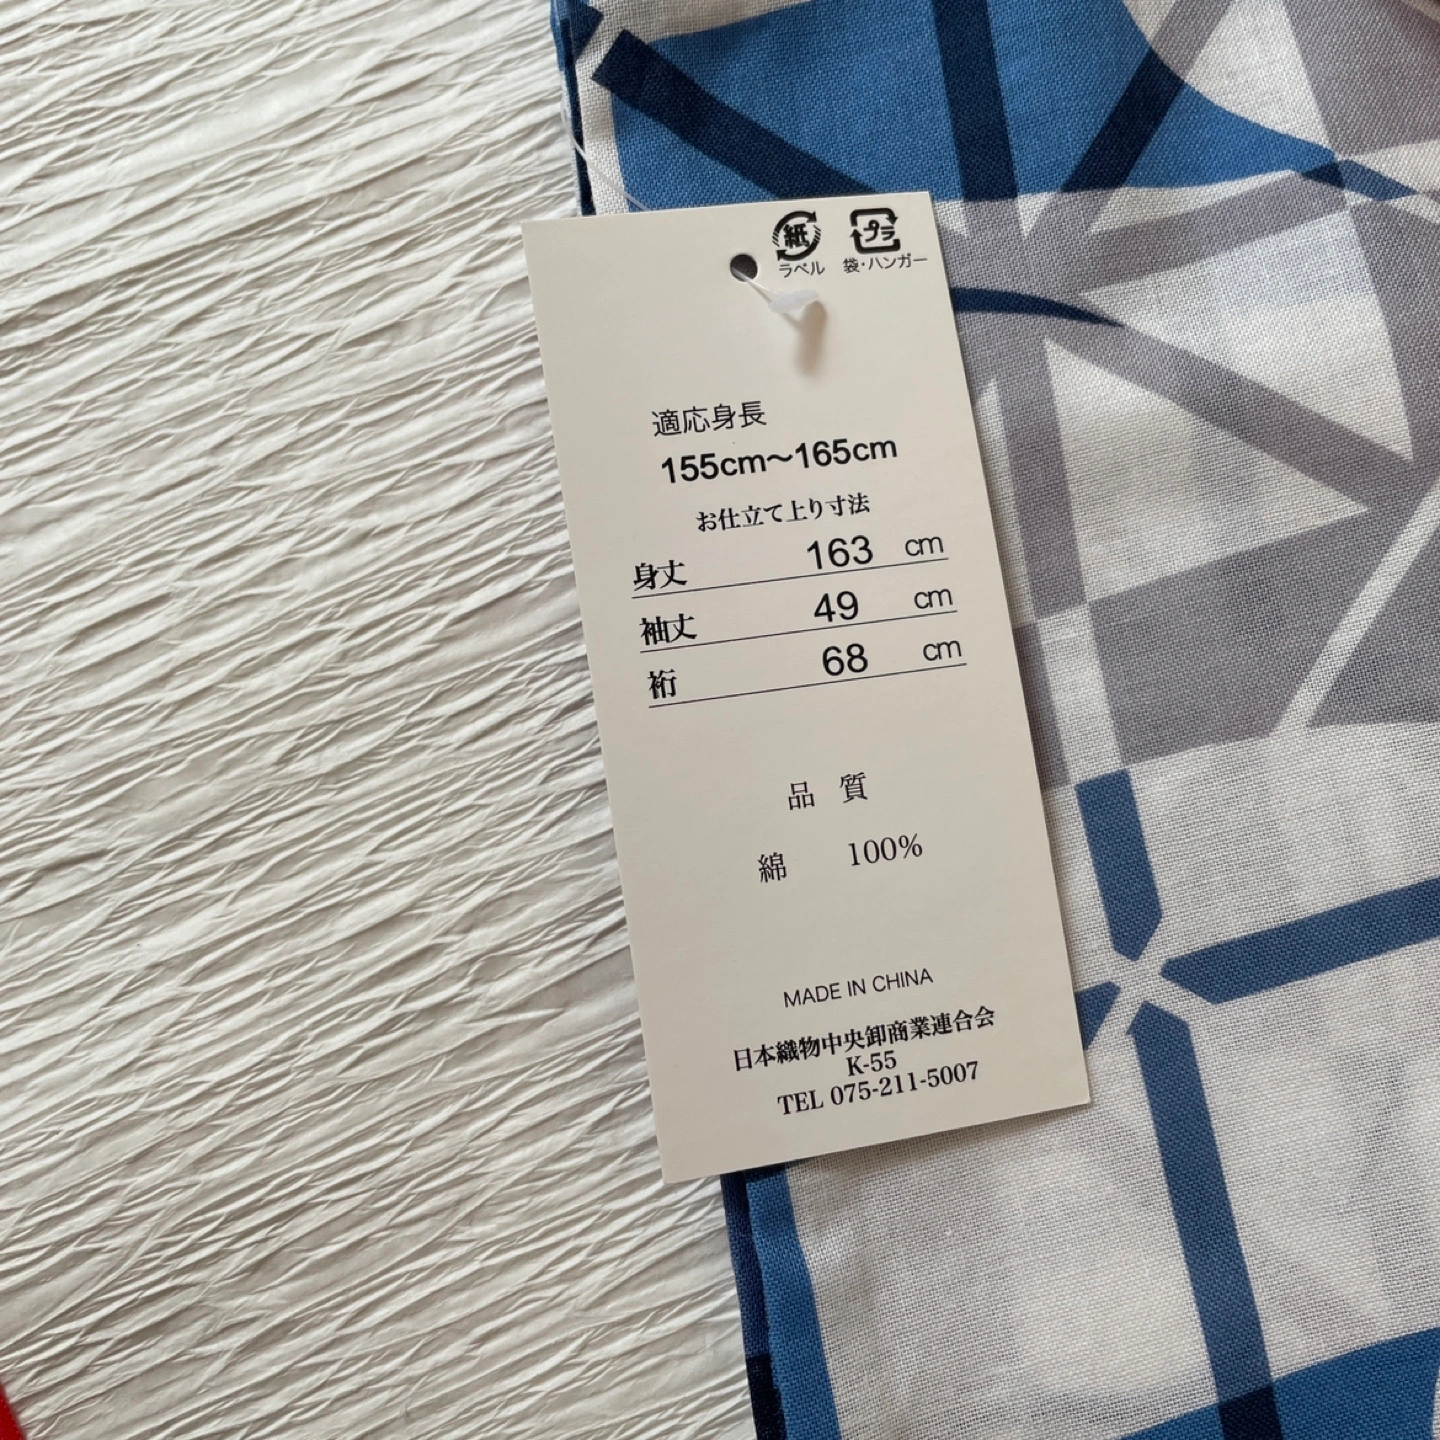 紙 プラ
ラベル 袋・ハンガー
適応身長
155cm〜165cm
お仕立て上り寸法
身丈 163 cm
袖丈 49 cm
裄 68 cm
品 質
綿 100%
MADE IN CHINA
日本織物中央卸商業連合会
K-55
TEL 075-211-5007